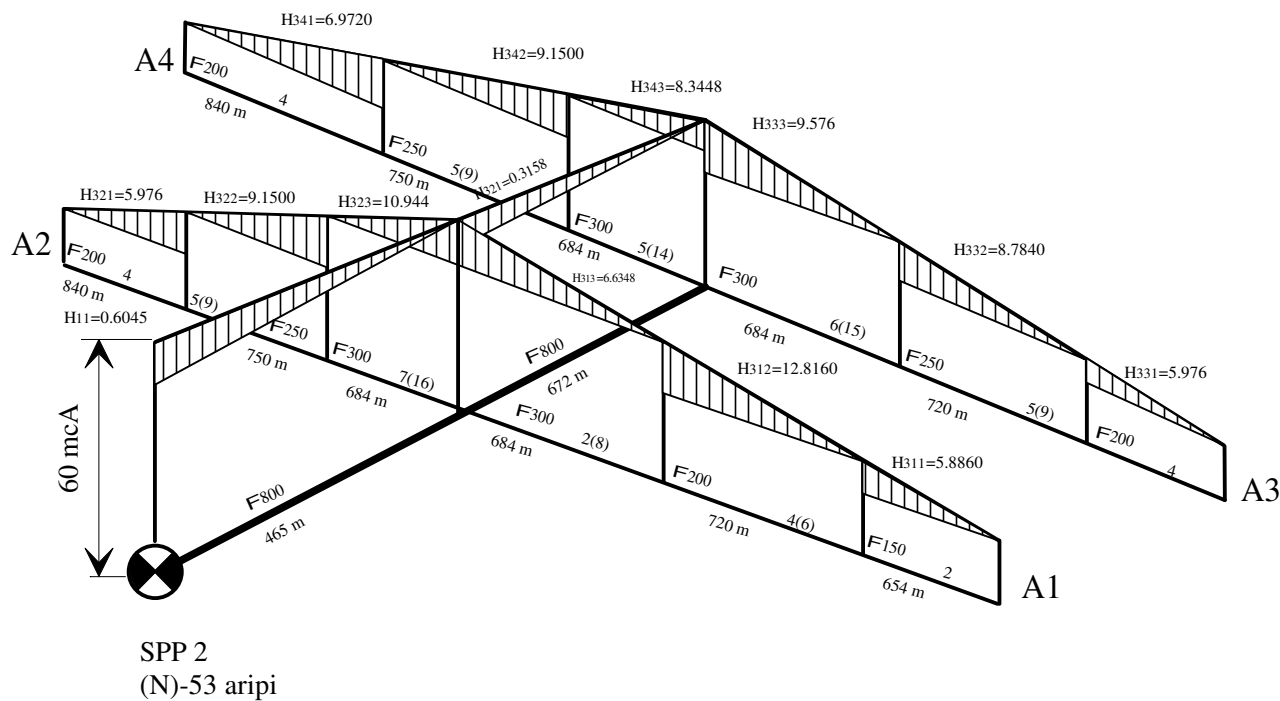 H341=6.9720
H342=9.1500
H343=8.3448
H333=9.576
A4
F200
840 m
4
F250
750 m
5(9)
H321=0.3158
H321=5.976
H322=9.1500
H323=10.944
F300
684 m
5(14)
F300
H332=8.7840
A2
F200
840 m
4
5(9)
H313=6.6348
684 m
6(15)
F250
H11=0.6045
F250
750 m
F300
684 m
7(16)
F800
672 m
H312=12.8160
H331=5.976
720 m
5(9)
F200
4
A3
60 mcA
F300
684 m
2(8)
F200
H311=5.8860
F800
465 m
720 m
4(6)
F150
2
654 m
A1
SPP 2
(N)-53 aripi